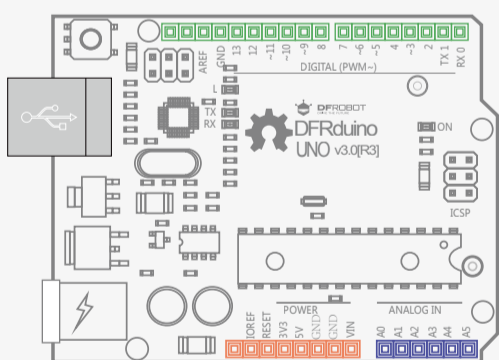 AREF
GND
13
12
~11
~10
~9
8
7
~6
~5
4
~3
2
TX 1
RX 0
DIGITAL (PWM~)
L
TX
RX
DFROBOT
DFRduino
UNO v3.0[R3]
ON
ICSP
POWER
ANALOG IN
IOREF
RESET
3V3
5V
GND
GND
VIN
A0
A1
A2
A3
A4
A5